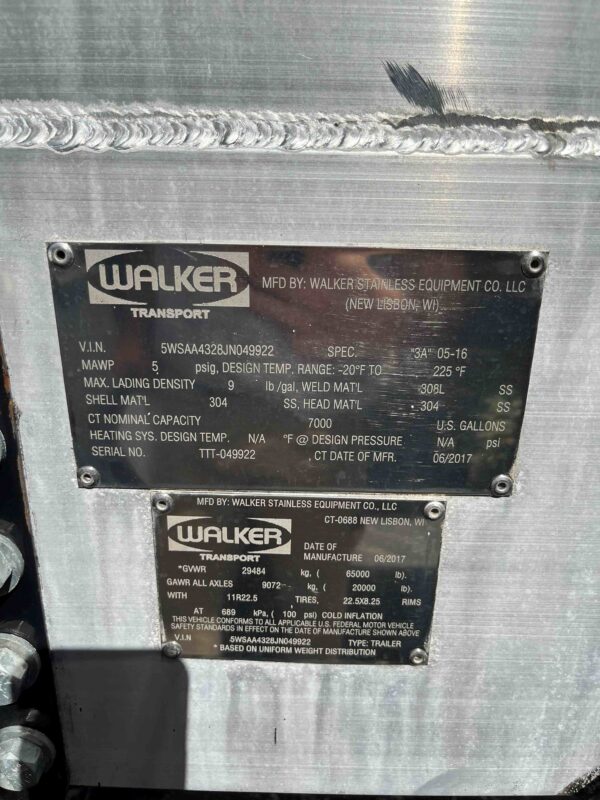 WALKER
TRANSPORT
MFD BY: WALKER STAINLESS EQUIPMENT CO. LLC
(NEW LISBON, WI)
V.I.N. 5WSAA4328JN049922 SPEC. "3A" 05-16
MAWP 5 psig, DESIGN TEMP. RANGE: -20°F TO 225 °F
MAX. LADING DENSITY 9 lb/gal, WELD MAT'L 308L SS
SHELL MAT'L 304 SS, HEAD MAT'L 304 SS
CT NOMINAL CAPACITY 7000 U.S. GALLONS
HEATING SYS. DESIGN TEMP. N/A °F @ DESIGN PRESSURE N/A psi
SERIAL NO. TTT-049922 , CT DATE OF MFR. 06/2017
MFD BY: WALKER STAINLESS EQUIPMENT CO., LLC
CT-0688 NEW LISBON, WI
WALKER
TRANSPORT
DATE OF
MANUFACTURE 06/2017
*GVWR 29484 kg, ( 65000 lb).
GAWR ALL AXLES 9072 kg, ( 20000 lb).
WITH 11R22.5 TIRES, 22.5X8.25 RIMS
AT 689 kPa, ( 100 psi) COLD INFLATION
THIS VEHICLE CONFORMS TO ALL APPLICABLE U.S. FEDERAL MOTOR VEHICLE
SAFETY STANDARDS IN EFFECT ON THE DATE OF MANUFACTURE SHOWN ABOVE
V.I.N 5WSAA4328JN049922 TYPE: TRAILER
* BASED ON UNIFORM WEIGHT DISTRIBUTION